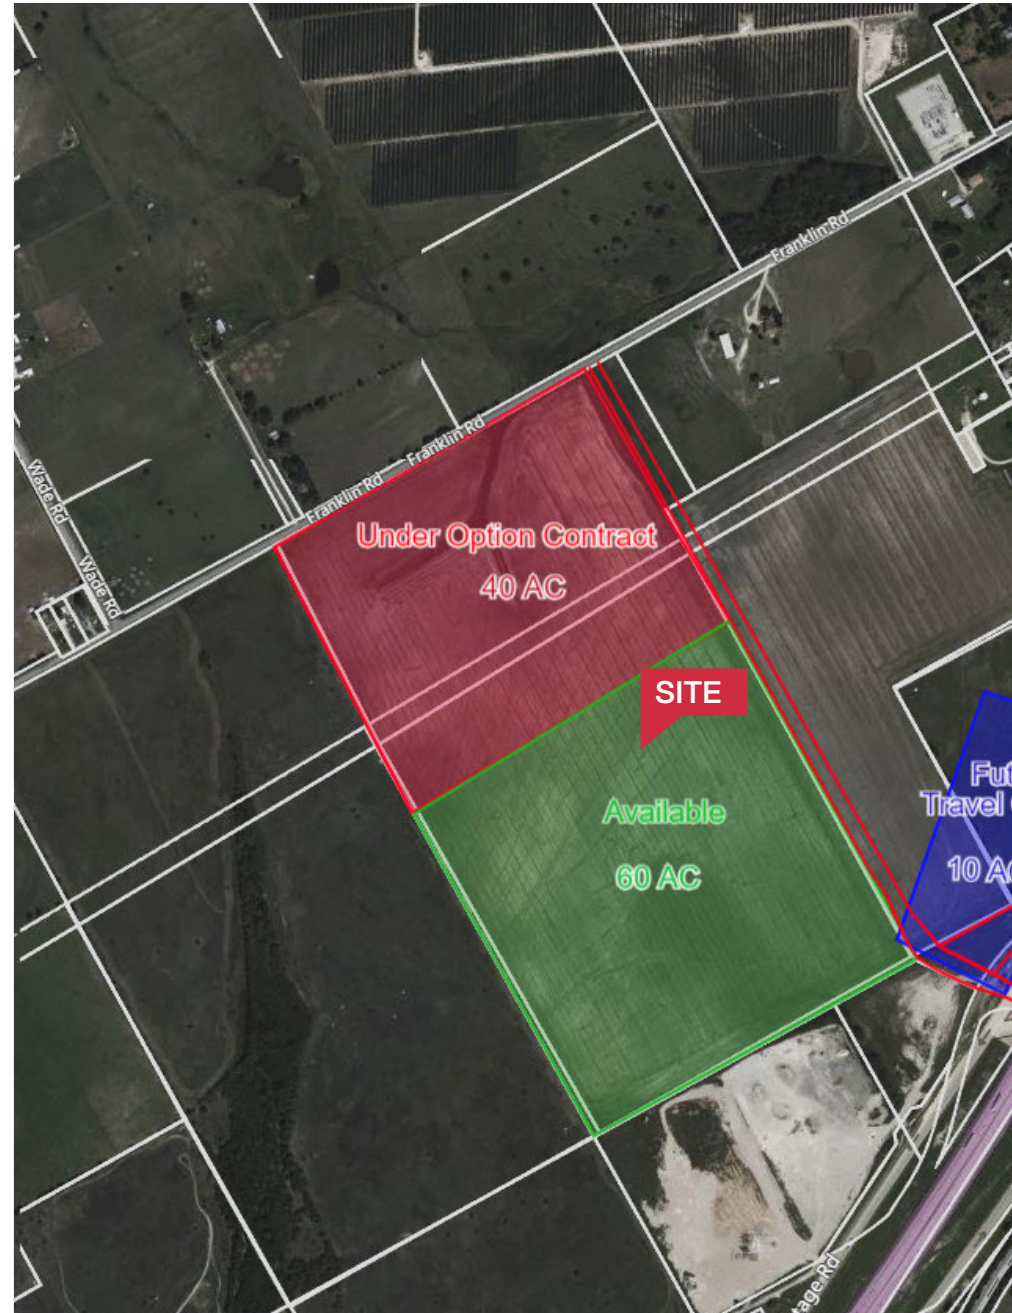 Franklin Rd
Franklin Rd
Franklin Rd
Wade Rd
Wade Rd
Under Option Contract
40 AC
SITE
Available
60 AC
Fut
Travel
10 A
tage Rd